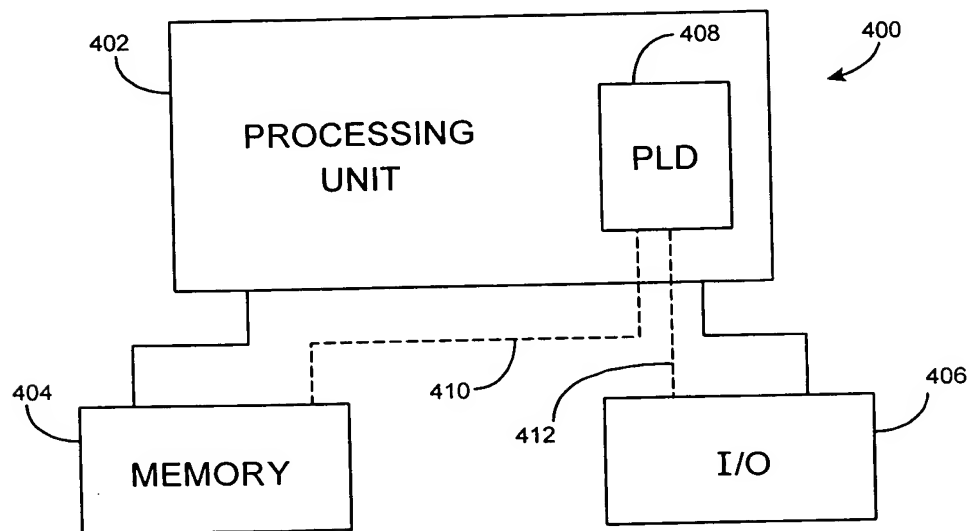 402
408
400
PROCESSING
UNIT
PLD
404
410
412
406
MEMORY
I/O